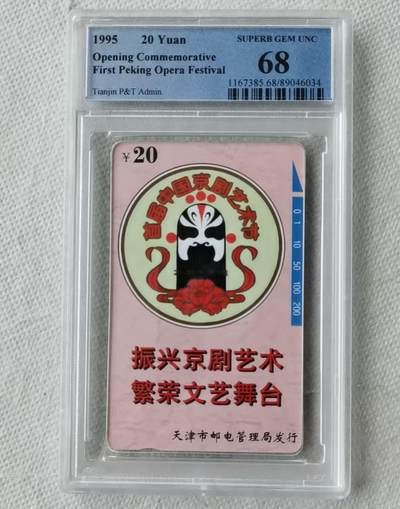 1995 20 Yuan SUPERB GEM UNC
Opening Commemorative 68
First Peking Opera Festival
Tianjin P&T Admin. 1167385.68/89046034
¥20
首届中国京剧艺术节
0 1 10 50 100 200
振兴京剧艺术
繁荣文艺舞台
天津市邮电管理局发行